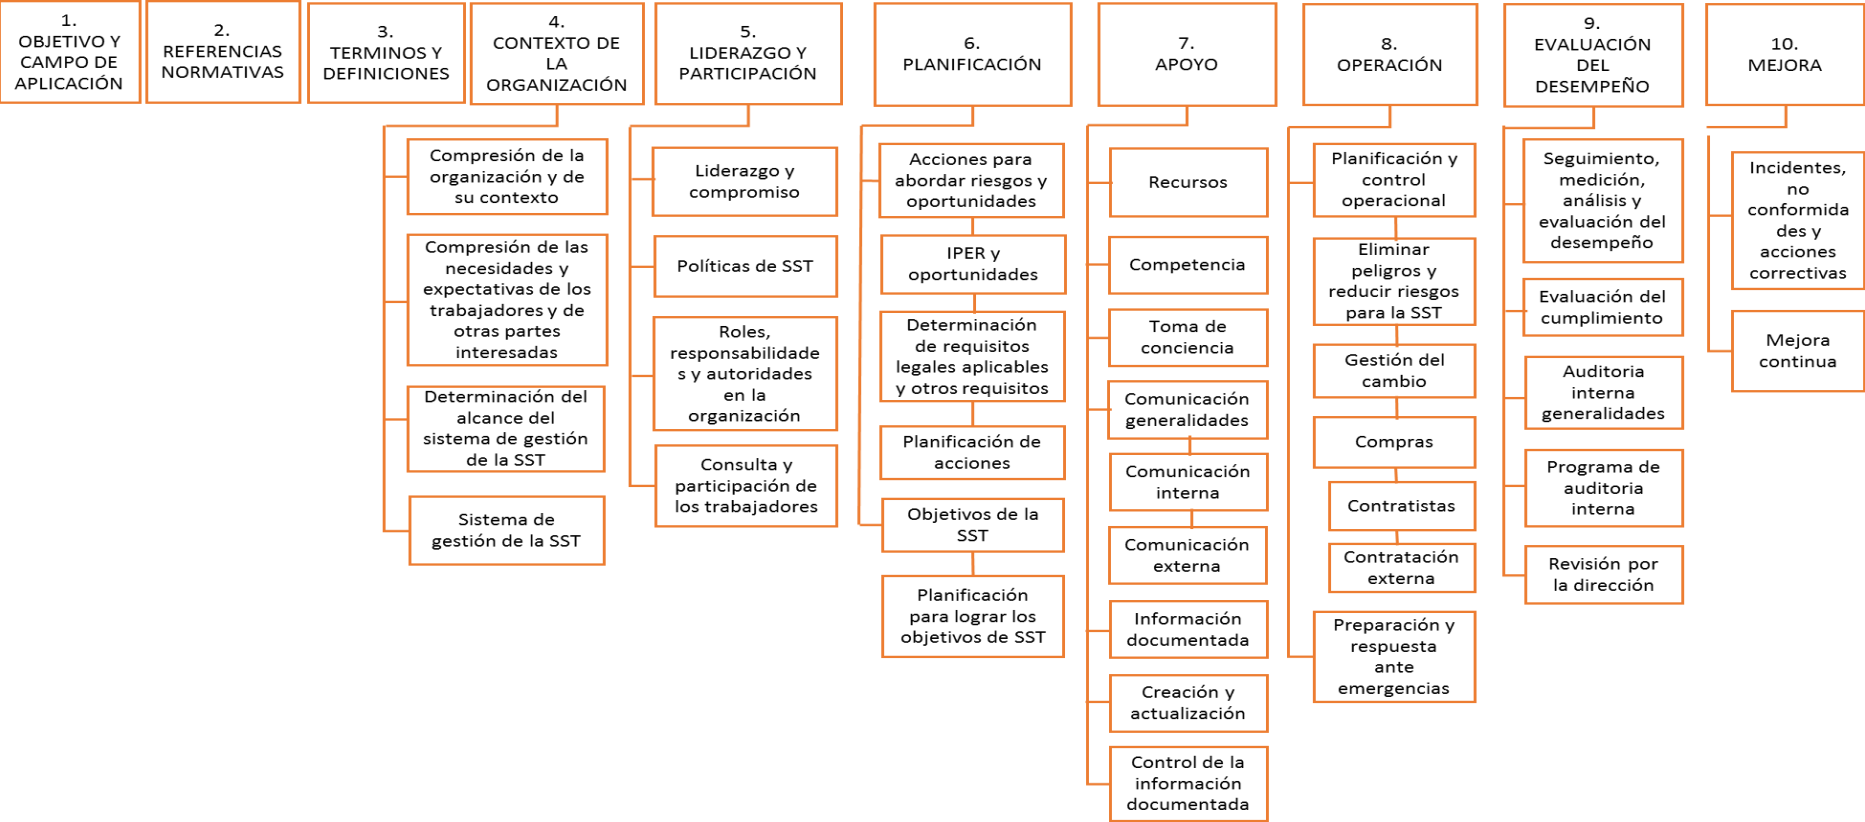 1.
OBJETIVO Y
CAMPO DE
APLICACIÓN
2.
REFERENCIAS
NORMATIVAS
3.
TERMINOS Y
DEFINICIONES
4.
CONTEXTO DE
LA
ORGANIZACIÓN
5.
LIDERAZGO Y
PARTICIPACIÓN
6.
PLANIFICACIÓN
7.
APOYO
8.
OPERACIÓN
9.
EVALUACIÓN
DEL
DESEMPEÑO
10.
MEJORA
Compresión de la
organización y de
su contexto
Compresión de las
necesidades y
expectativas de los
trabajadores y de
otras partes
interesadas
Determinación del
alcance del
sistema de gestión
de la SST
Sistema de
gestión de la SST
Liderazgo y
compromiso
Políticas de SST
Roles,
responsabilidade
s y autoridades
en la
organización
Consulta y
participación de
los trabajadores
Acciones para
abordar riesgos y
oportunidades
IPER y
oportunidades
Determinación
de requisitos
legales aplicables
y otros requisitos
Planificación de
acciones
Objetivos de la
SST
Planificación
para lograr los
objetivos de SST
Recursos
Competencia
Toma de
conciencia
Comunicación
generalidades
Comunicación
interna
Comunicación
externa
Información
documentada
Creación y
actualización
Control de la
información
documentada
Planificación y
control
operacional
Eliminar
peligros y
reducir riesgos
para la SST
Gestión del
cambio
Compras
Contratistas
Contratación
externa
Preparación y
respuesta
ante
emergencias
Seguimiento,
medición,
análisis y
evaluación del
desempeño
Evaluación del
cumplimiento
Auditoria
interna
generalidades
Programa de
auditoria
interna
Revisión por
la dirección
Incidentes,
no
conformida
des y
acciones
correctivas
Mejora
continua